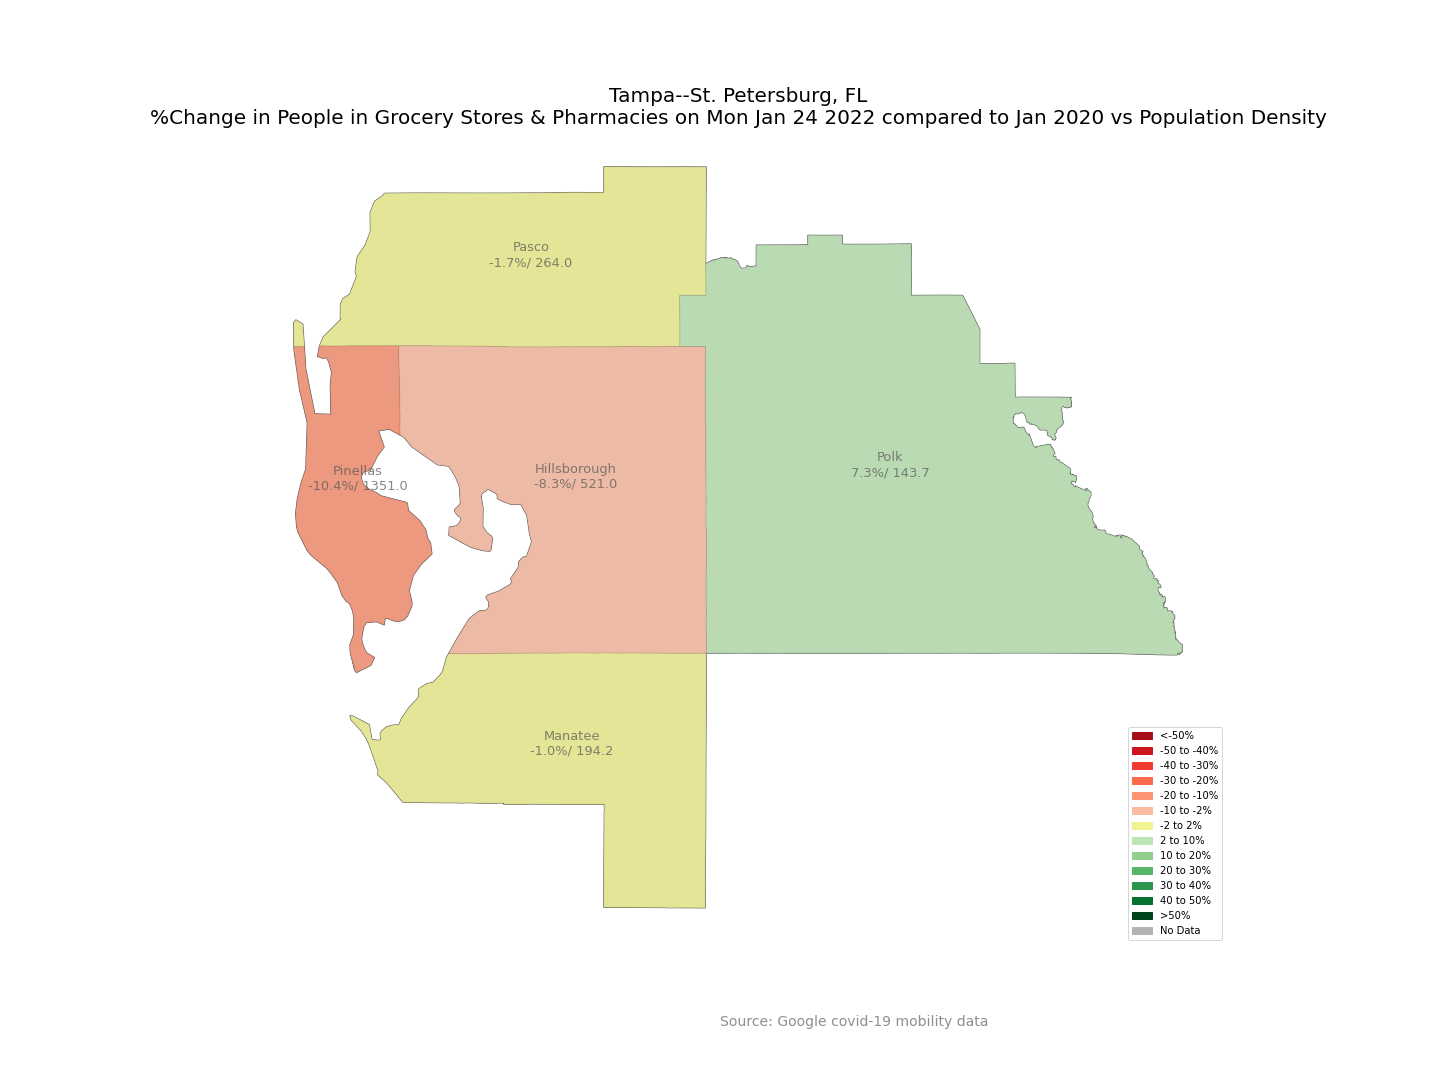 Tampa--St. Petersburg, FL
%Change in People in Grocery Stores & Pharmacies on Mon Jan 24 2022 compared to Jan 2020 vs Population Density
Pasco
-1.7%/ 264.0
Pinellas
-10.4%/ 1351.0
Hillsborough
-8.3%/ 521.0
Polk
7.3%/ 143.7
Manatee
-1.0%/ 194.2
<-50%
-50 to -40%
-40 to -30%
-30 to -20%
-20 to -10%
-10 to -2%
-2 to 2%
2 to 10%
10 to 20%
20 to 30%
30 to 40%
40 to 50%
>50%
No Data
Source: Google covid-19 mobility data